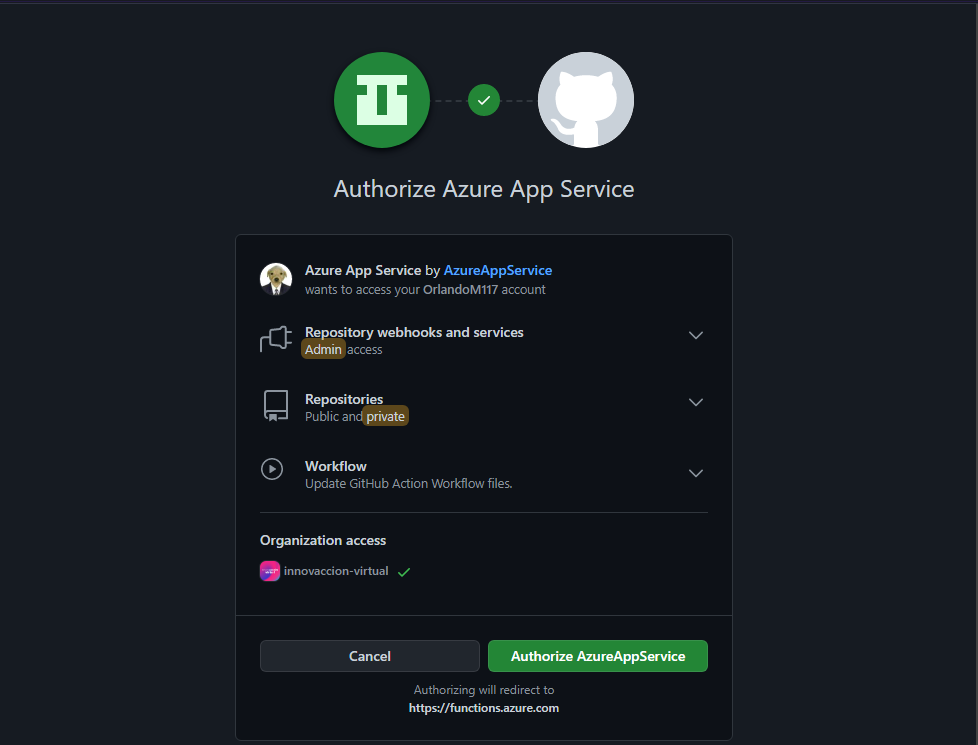 Authorize Azure App Service
Azure App Service by AzureAppService
wants to access your OrlandoM117 account
Repository webhooks and services
Admin access
Repositories
Public and private
Workflow
Update GitHub Action Workflow files.
Organization access
innovaccion-virtual
Cancel
Authorize AzureAppService
Authorizing will redirect to
https://functions.azure.com